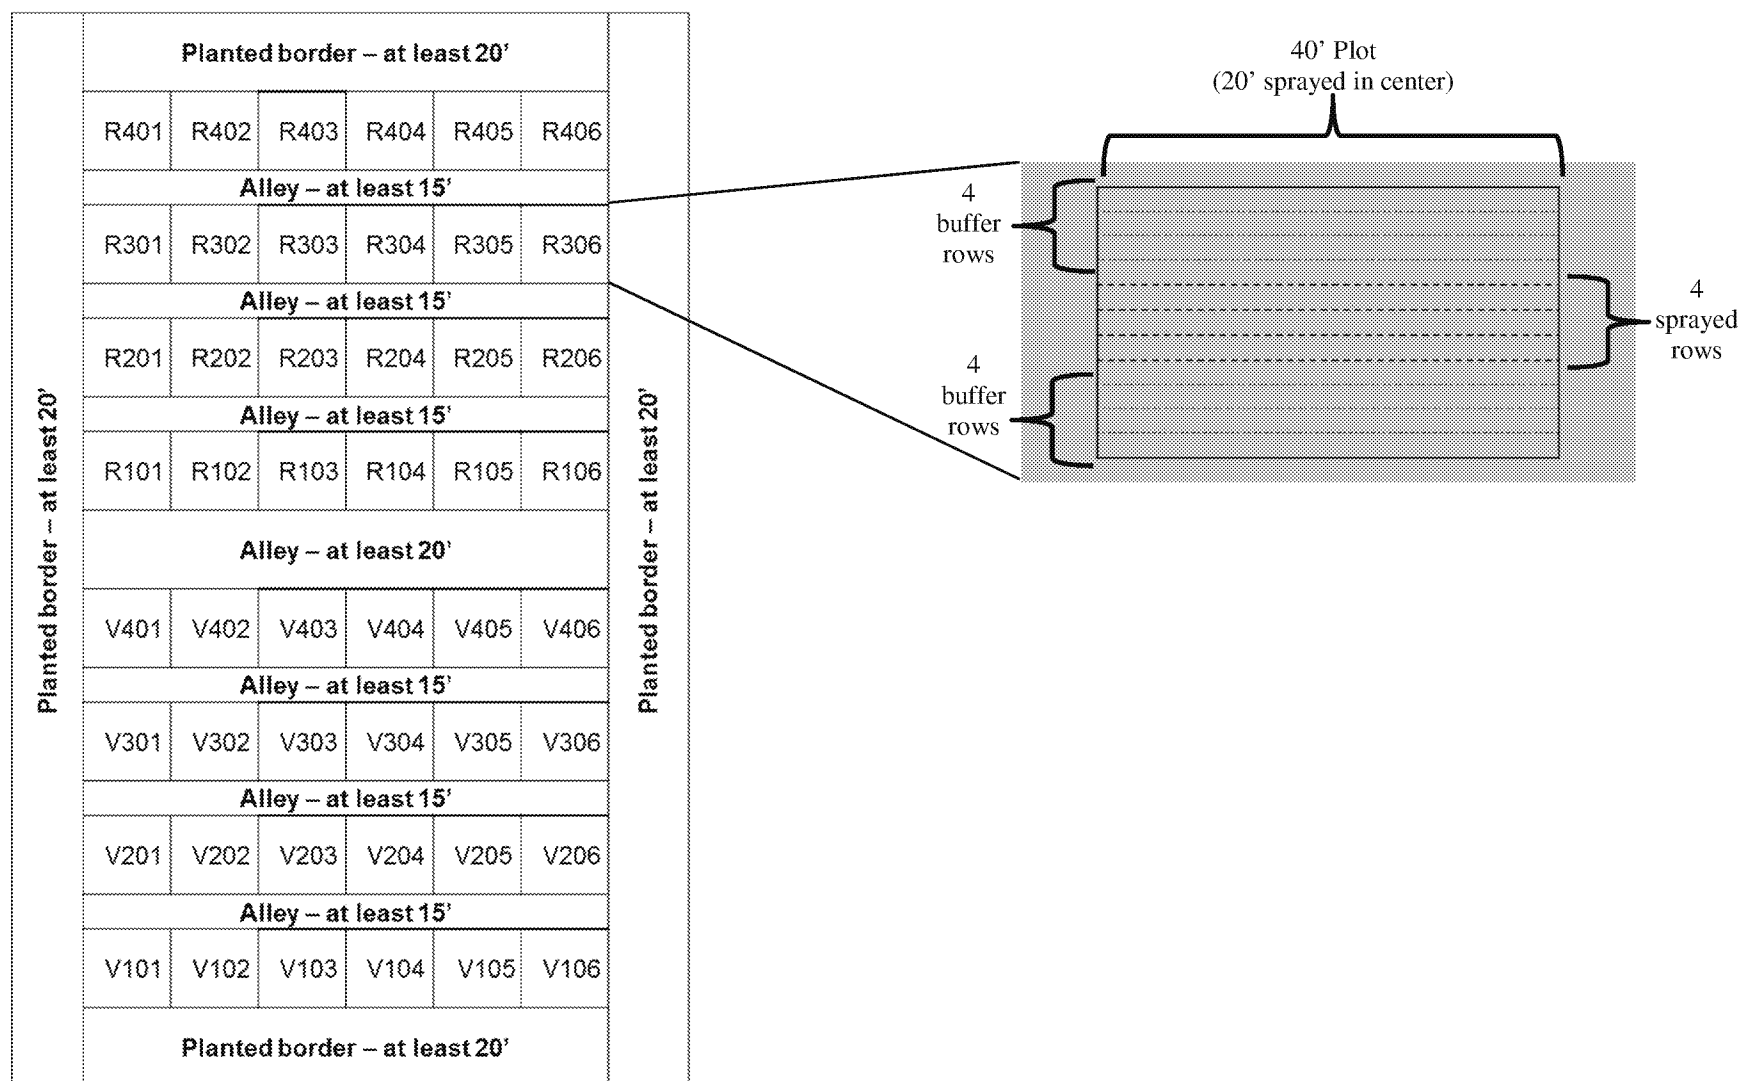 Planted border – at least 20’
R401 R402 R403 R404 R405 R406
Alley – at least 15’
R301 R302 R303 R304 R305 R306
Alley – at least 15’
R201 R202 R203 R204 R205 R206
Alley – at least 15’
R101 R102 R103 R104 R105 R106
Alley – at least 20’
V401 V402 V403 V404 V405 V406
Alley – at least 15’
V301 V302 V303 V304 V305 V306
Alley – at least 15’
V201 V202 V203 V204 V205 V206
Alley – at least 15’
V101 V102 V103 V104 V105 V106
Planted border – at least 20’
Planted border – at least 20’
Planted border – at least 20’
40’ Plot
(20’ sprayed in center)
4
buffer
rows
4
sprayed
rows
4
buffer
rows